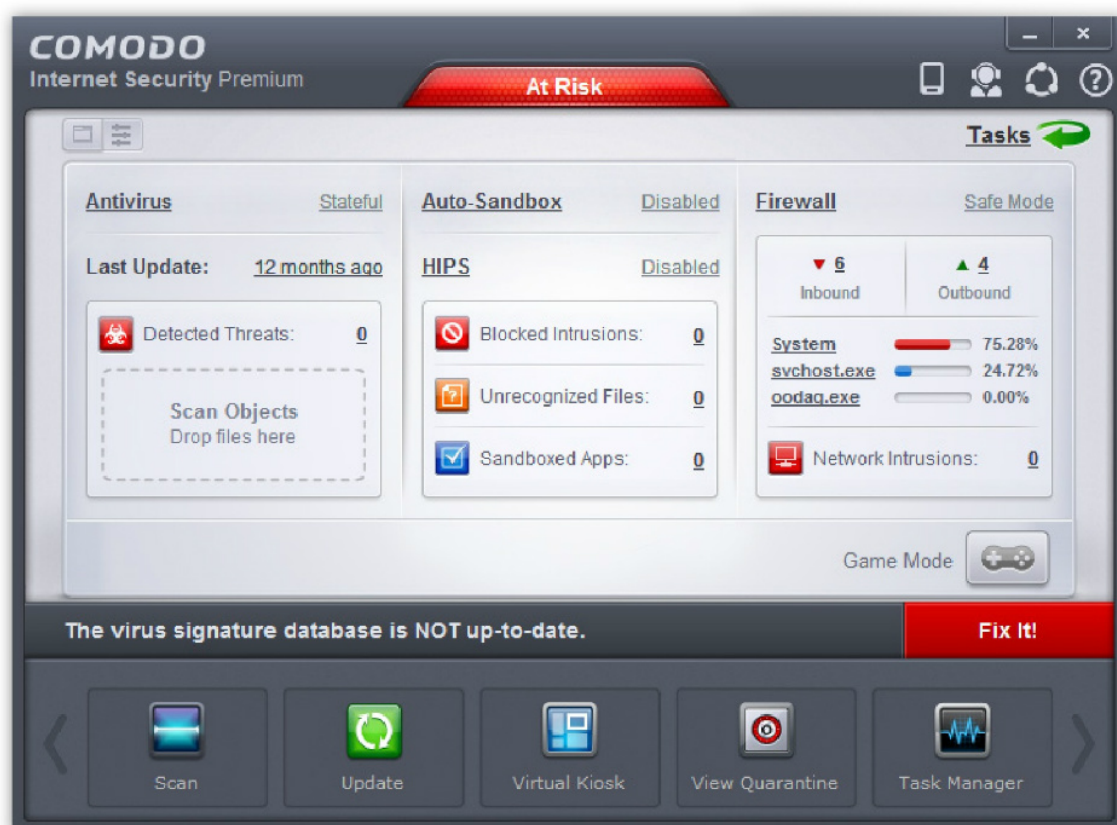 COMODO
Internet Security Premium
At Risk
Tasks
Antivirus Stateful
Last Update: 12 months ago
Detected Threats: 0
Scan Objects
Drop files here
Auto-Sandbox Disabled
HIPS Disabled
Blocked Intrusions: 0
Unrecognized Files: 0
Sandboxed Apps: 0
Firewall Safe Mode
6 4
Inbound Outbound
System 75.28%
svchost.exe 24.72%
oodag.exe 0.00%
Network Intrusions: 0
Game Mode
The virus signature database is NOT up-to-date. Fix It!
Scan Update Virtual Kiosk View Quarantine Task Manager